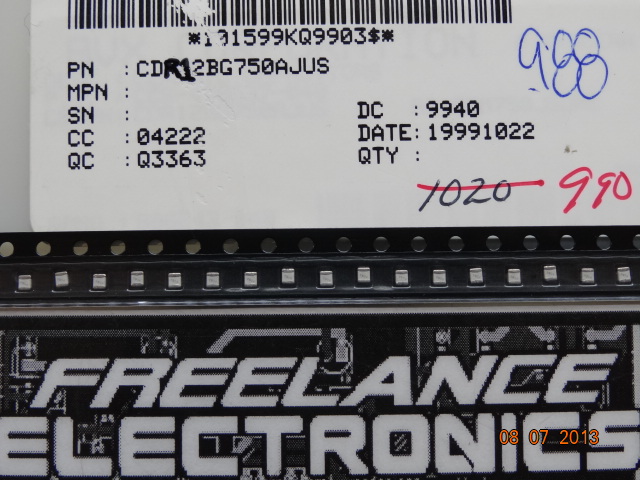 *101599KQ9903$*
PN : CDR12BG750AJUS
MPN :
SN :
CC : 04222
QC : Q3363
DC : 9940
DATE: 19991022
QTY :
1020 990
FREELANCE
ELECTRONICS
08 07 2013